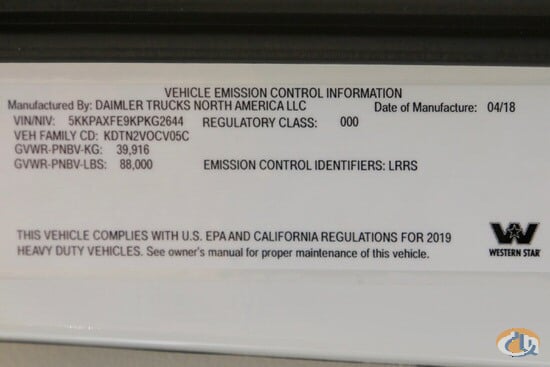 VEHICLE EMISSION CONTROL INFORMATION
Manufactured By: DAIMLER TRUCKS NORTH AMERICA LLC Date of Manufacture: 04/18
VIN/NIV: 5KKPAXFE9KPKG2644 REGULATORY CLASS: 000
VEH FAMILY CD: KDTN2VOCV05C
GVWR-PNBV-KG: 39,916
GVWR-PNBV-LBS: 88,000 EMISSION CONTROL IDENTIFIERS: LRRS
THIS VEHICLE COMPLIES WITH U.S. EPA AND CALIFORNIA REGULATIONS FOR 2019
HEAVY DUTY VEHICLES. See owner's manual for proper maintenance of this vehicle.
WESTERN STAR